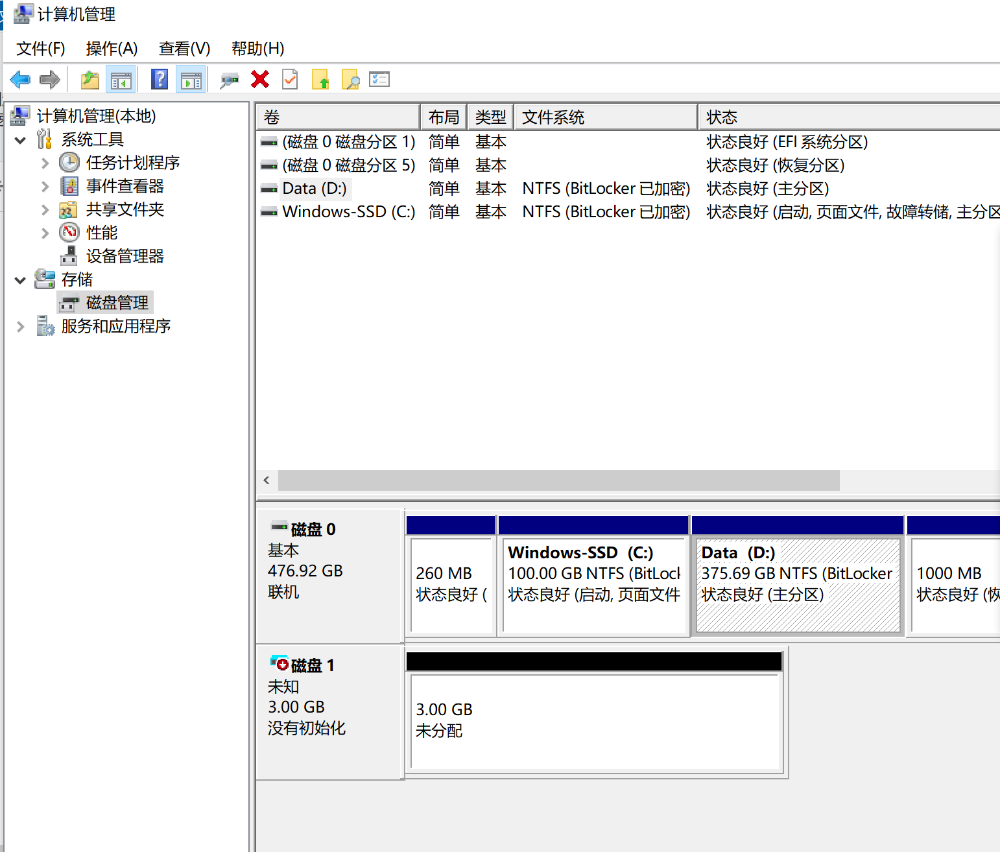 计算机管理
文件(F) 操作(A) 查看(V) 帮助(H)
计算机管理(本地)
系统工具
任务计划程序
事件查看器
共享文件夹
性能
设备管理器
存储
磁盘管理
服务和应用程序
卷 布局 类型 文件系统 状态
(磁盘 0 磁盘分区 1) 简单 基本 状态良好 (EFI 系统分区)
(磁盘 0 磁盘分区 5) 简单 基本 状态良好 (恢复分区)
Data (D:) 简单 基本 NTFS (BitLocker 已加密) 状态良好 (主分区)
Windows-SSD (C:) 简单 基本 NTFS (BitLocker 已加密) 状态良好 (启动, 页面文件, 故障转储, 主分区
磁盘 0
基本
476.92 GB
联机
260 MB
状态良好 (
Windows-SSD (C:)
100.00 GB NTFS (BitLock
状态良好 (启动, 页面文件
Data (D:)
375.69 GB NTFS (BitLocker
状态良好 (主分区)
1000 MB
状态良好 (恢
磁盘 1
未知
3.00 GB
没有初始化
3.00 GB
未分配